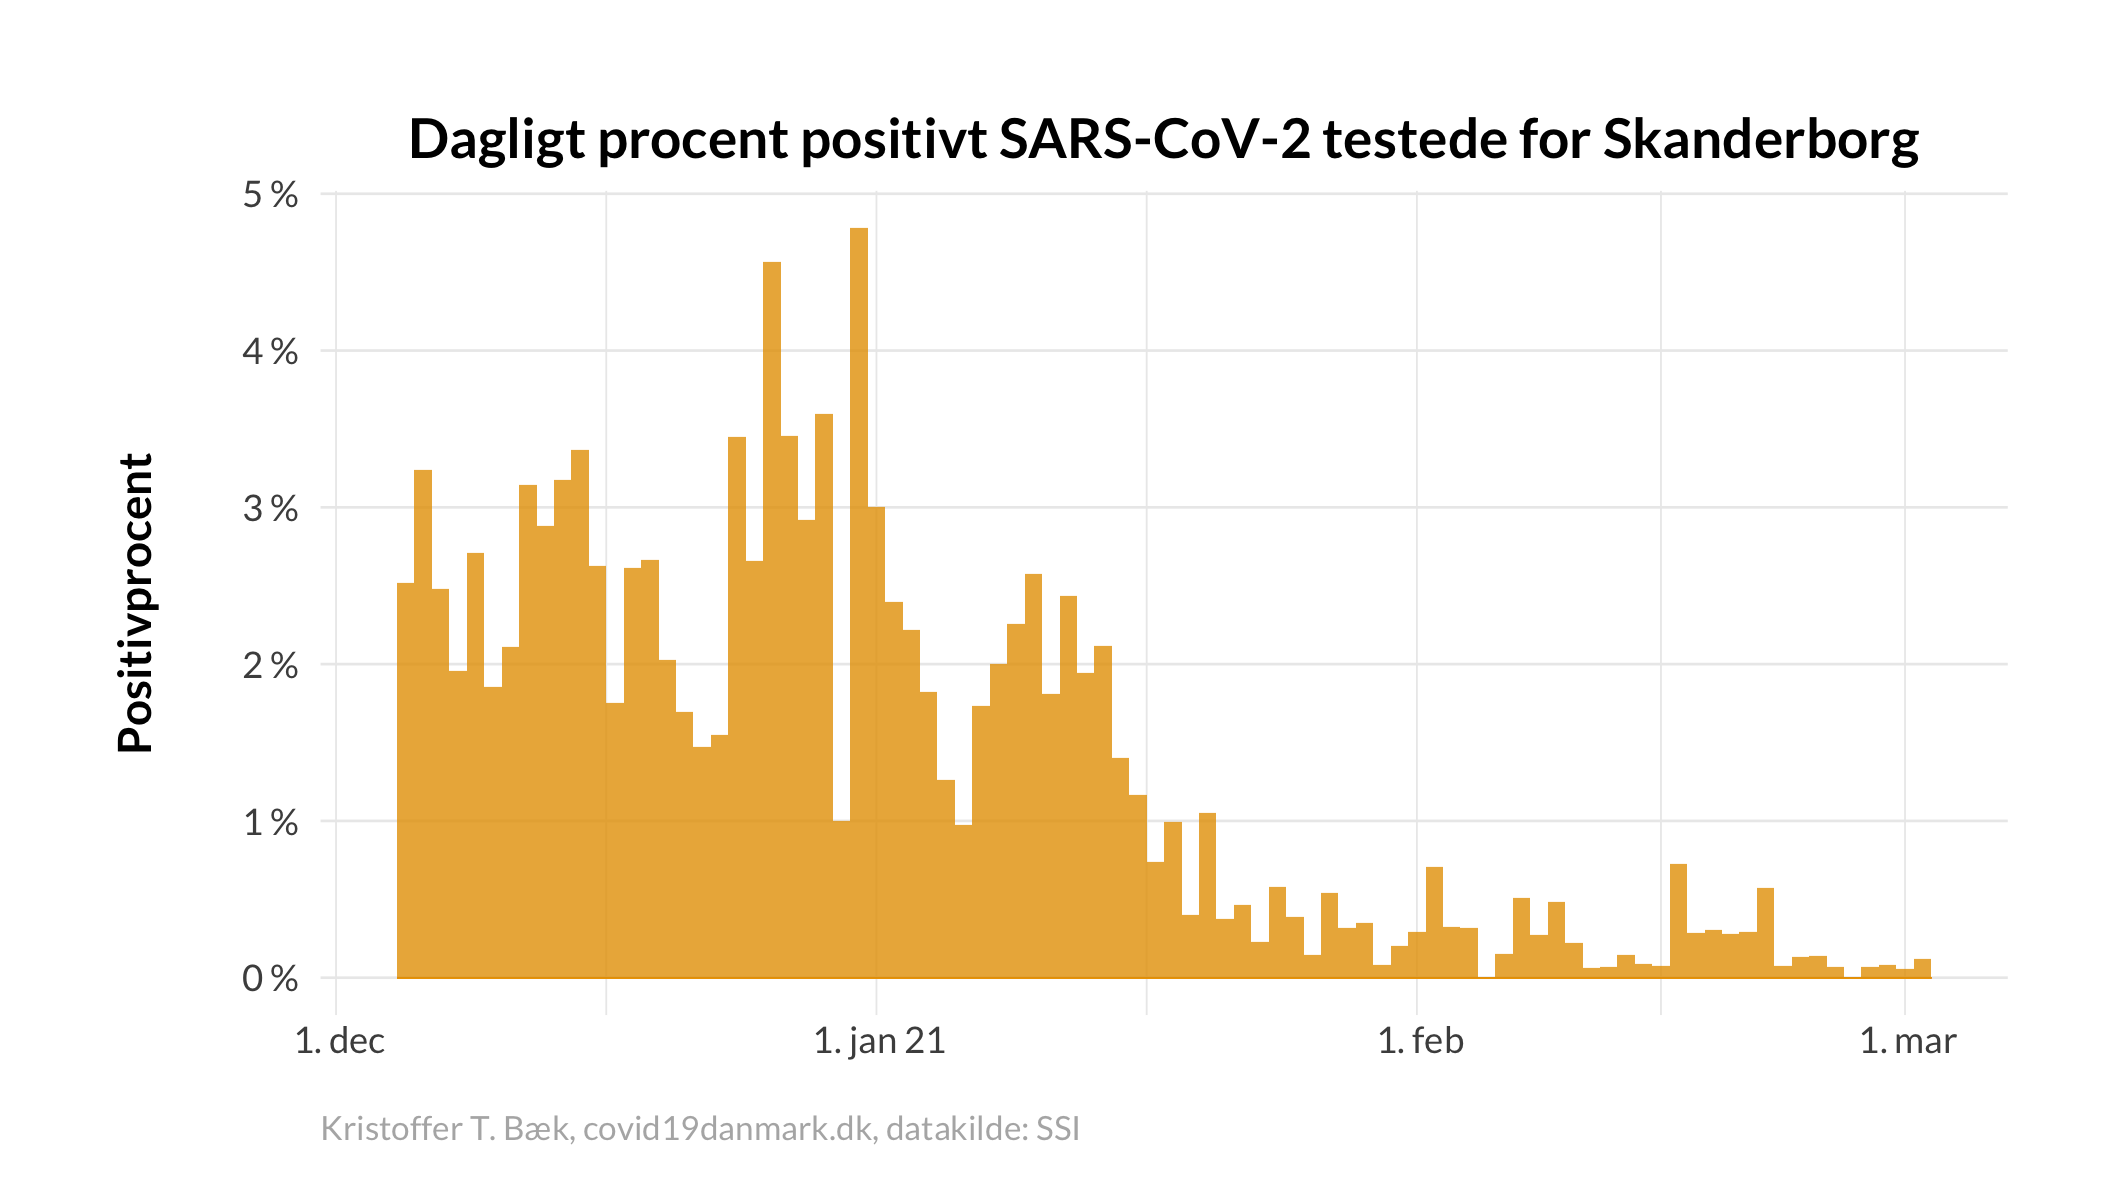 Dagligt procent positivt SARS-CoV-2 testede for Skanderborg
5 %
4 %
3 %
2 %
1 %
0 %
Positivprocent
1. dec
1. jan 21
1. feb
1. mar
Kristoffer T. Bæk, covid19danmark.dk, datakilde: SSI